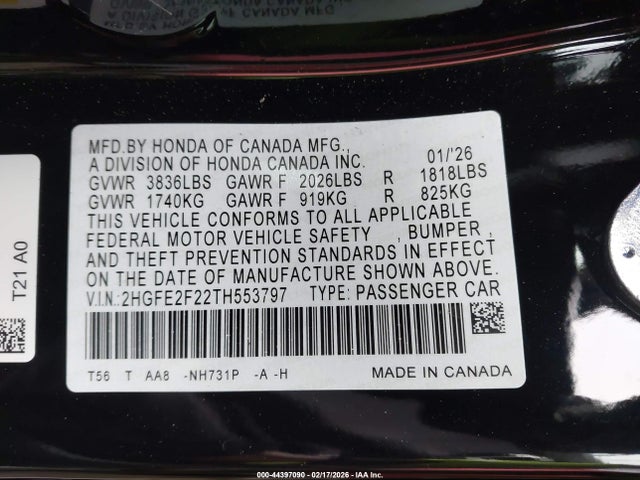 MFD.BY HONDA OF CANADA MFG.,
A DIVISION OF HONDA CANADA INC. 01/'26
GVWR 3836LBS GAWR F 2026LBS R 1818LBS
GVWR 1740KG GAWR F 919KG R 825KG
THIS VEHICLE CONFORMS TO ALL APPLICABLE
FEDERAL MOTOR VEHICLE SAFETY , BUMPER ,
AND THEFT PREVENTION STANDARDS IN EFFECT
ON THE DATE OF MANUFACTURE SHOWN ABOVE.
V.I.N.:2HGFE2F22TH553797 TYPE: PASSENGER CAR
T56 T AA8 -NH731P -A -H MADE IN CANADA
T21 A0
000-44397090 - 02/17/2026 - IAA Inc.